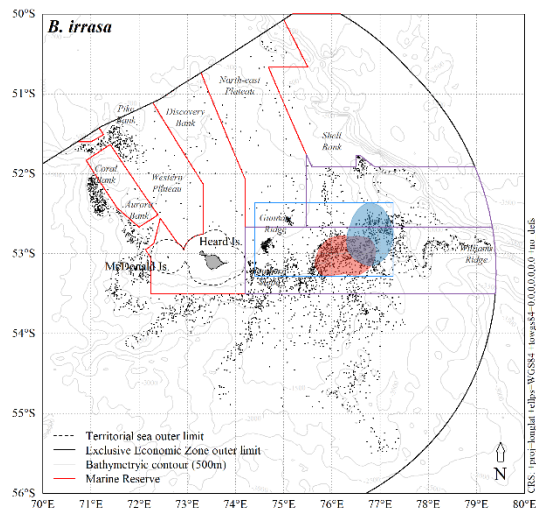 B. irrasa
50°S
51°S
52°S
53°S
54°S
55°S
56°S
70°E
71°E
72°E
73°E
74°E
75°E
76°E
77°E
78°E
79°E
80°E
North-east
Plateau
Discovery
Bank
Pike
Bank
Shell
Bank
Coral
Bank
Western
Plateau
Aurora
Bank
Ridge
Heard Is.
McDonald Is.
Williams
Ridge
Territorial sea outer limit
Exclusive Economic Zone outer limit
Bathymetric contour (500m)
Marine Reserve
N